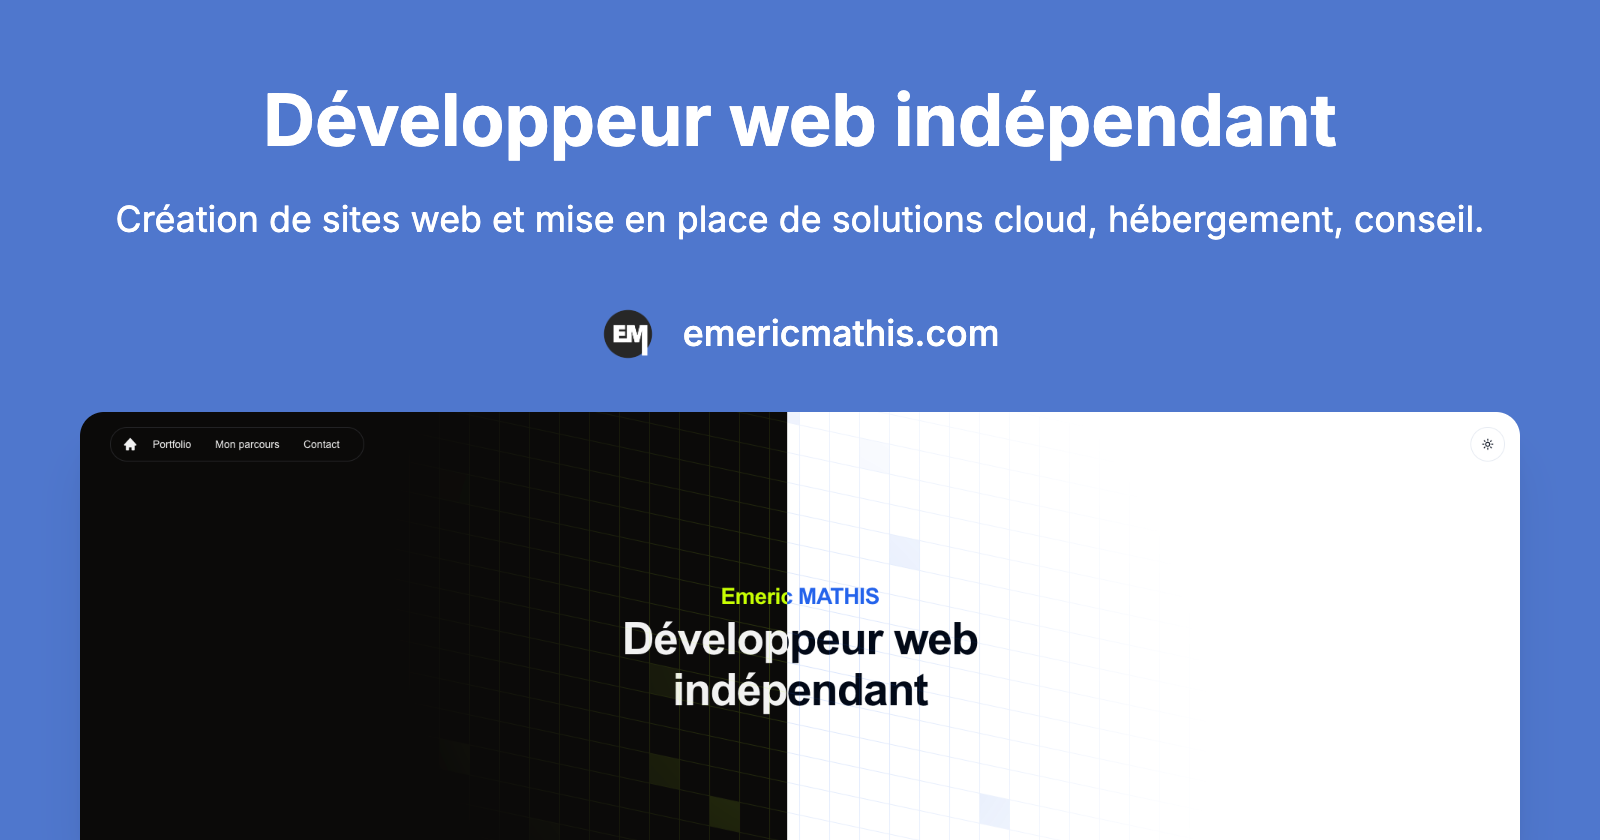 Développeur web indépendant
Création de sites web et mise en place de solutions cloud, hébergement, conseil.
EM
emericmathis.com
Portfolio Mon parcours Contact
Emeric MATHIS
Développeur web
indépendant